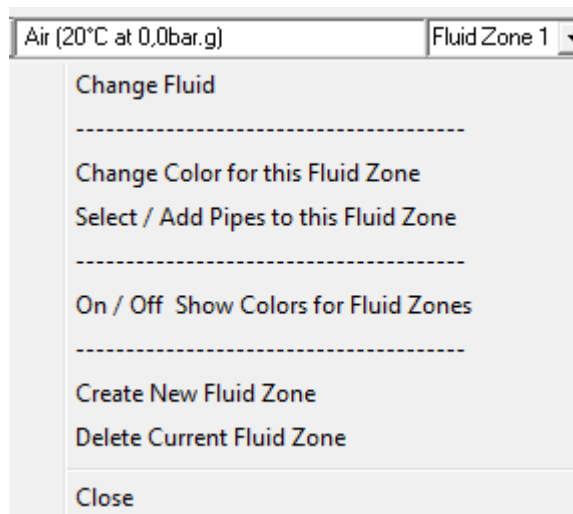 Air (20°C at 0,0bar.g) Fluid Zone 1
Change Fluid
---------------------------------------
Change Color for this Fluid Zone
Select / Add Pipes to this Fluid Zone
---------------------------------------
On / Off  Show Colors for Fluid Zones
---------------------------------------
Create New Fluid Zone
Delete Current Fluid Zone
Close